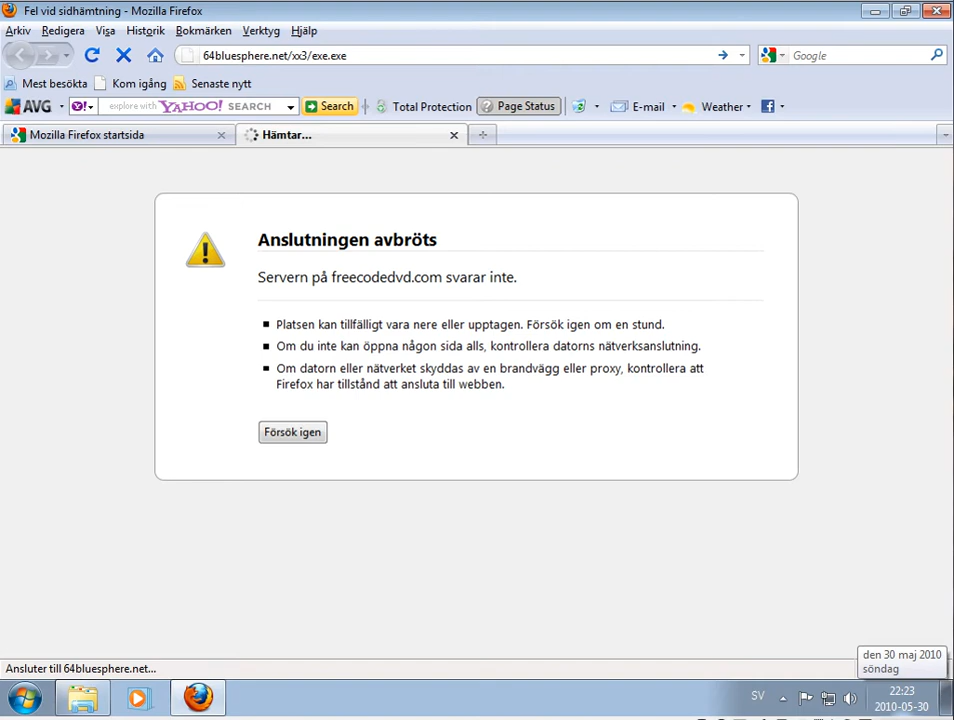 Fel vid sidhämtning - Mozilla Firefox
Arkiv Redigera Visa Historik Bokmärken Verktyg Hjälp
64bluesphere.net/xx3/exe.exe Google
Mest besökta Kom igång Senaste nytt
AVG Y! explore with YAHOO! SEARCH Search Total Protection Page Status E-mail Weather
Mozilla Firefox startsida Hämtar...
Anslutningen avbröts
Servern på freecodedvd.com svarar inte.
Platsen kan tillfälligt vara nere eller upptagen. Försök igen om en stund.
Om du inte kan öppna någon sida alls, kontrollera datorns nätverksanslutning.
Om datorn eller nätverket skyddas av en brandvägg eller proxy, kontrollera att
Firefox har tillstånd att ansluta till webben.
Försök igen
den 30 maj 2010
söndag
Ansluter till 64bluesphere.net...
SV
22:23
2010-05-30